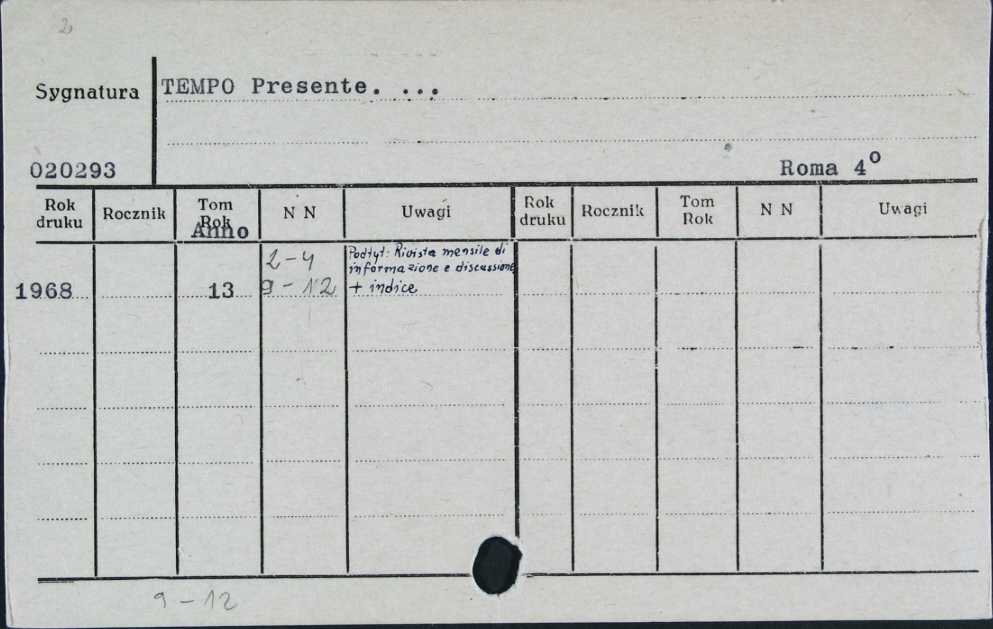 2
Sygnatura TEMPO Presente. ...
020293 Roma 4º
Rok druku Rocznik Tom Rok Anno N N Uwagi Rok druku Rocznik Tom Rok N N Uwagi
2-4 Podtyt: Rivista mensile di
informazione e discussione
1968 13 9-12 + indice
9-12